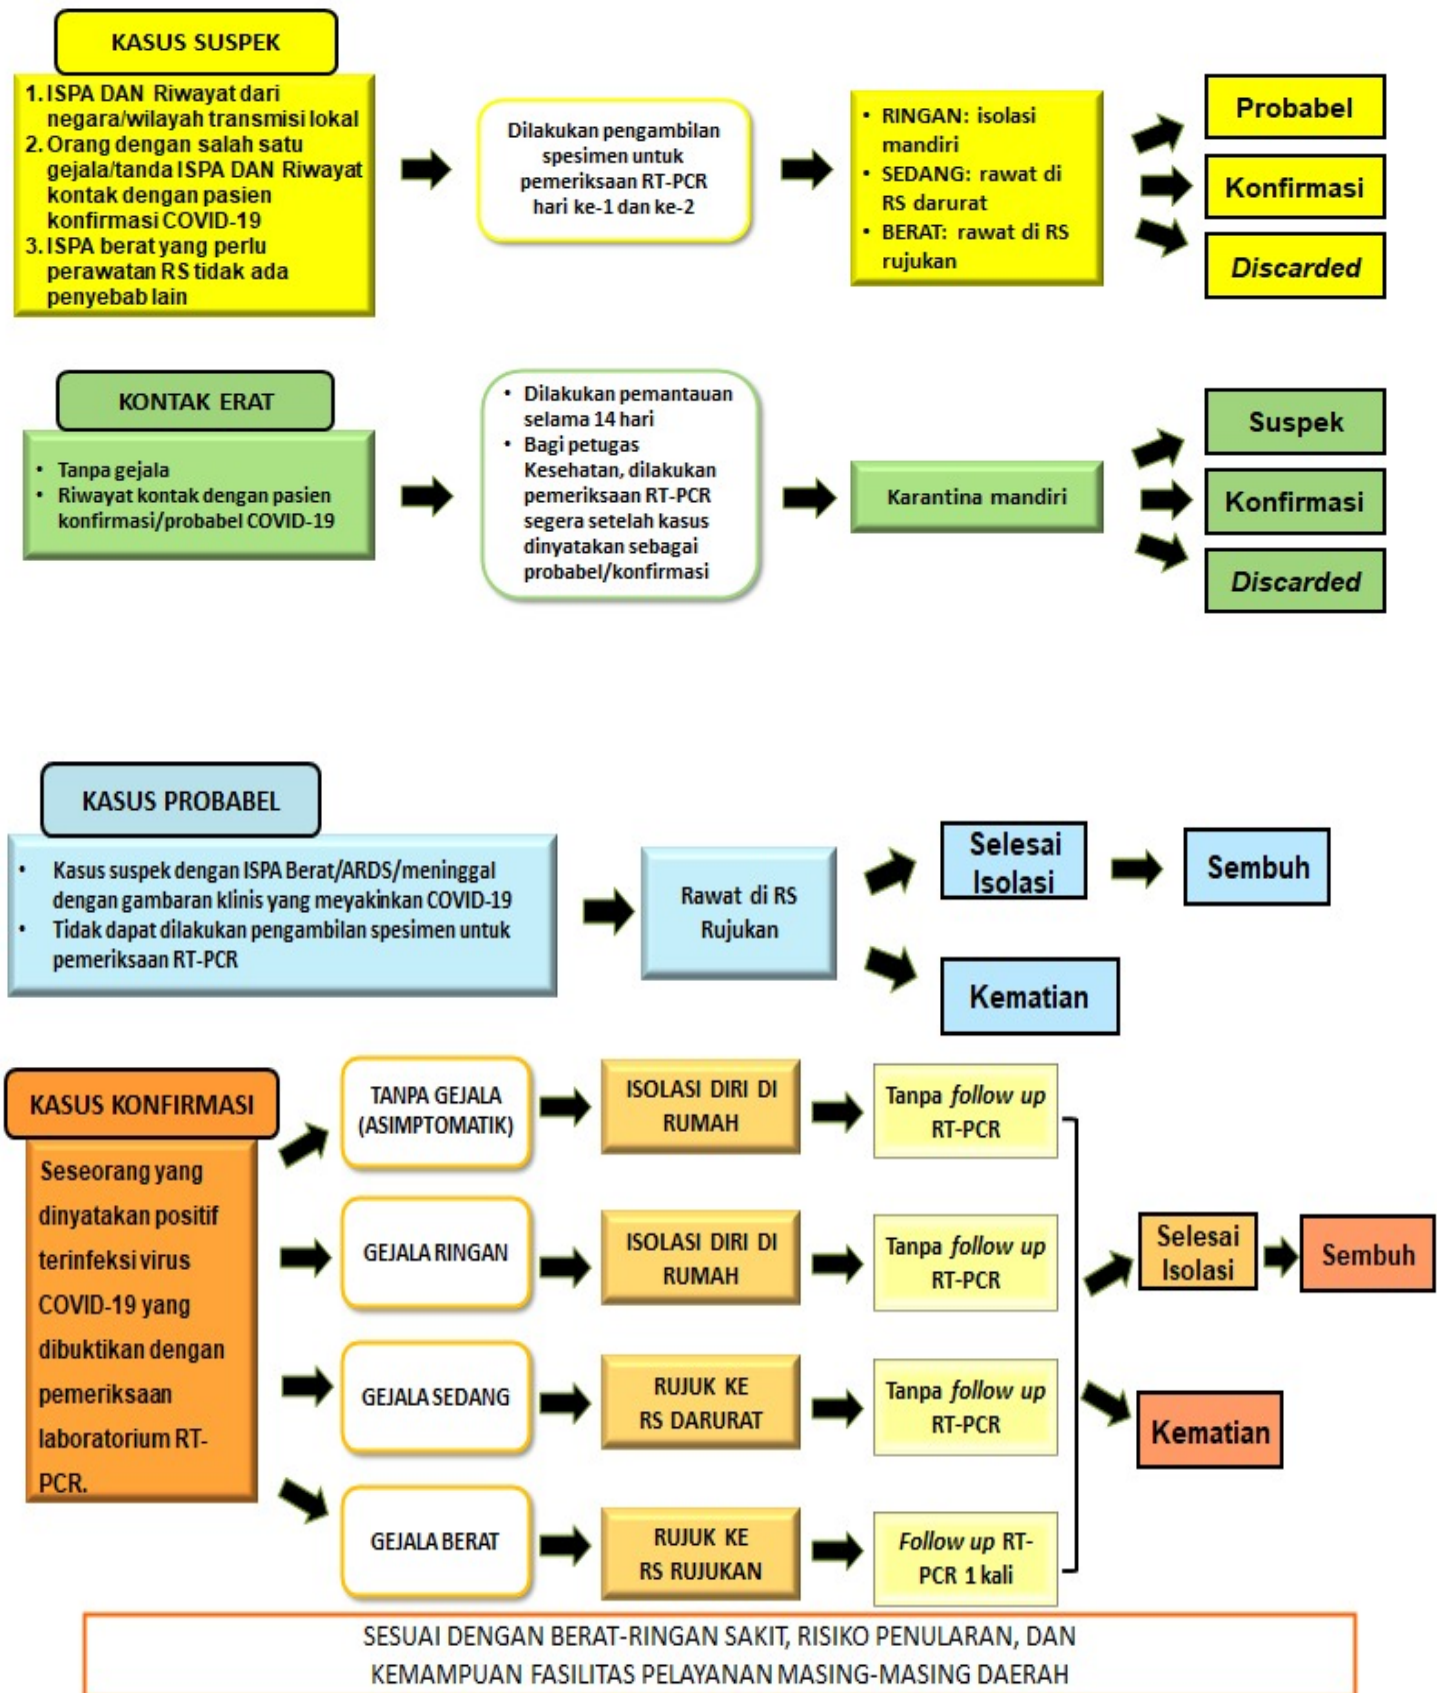 KASUS SUSPEK
1. ISPA DAN Riwayat dari
negara/wilayah transmisi lokal
2. Orang dengan salah satu
gejala/tanda ISPA DAN Riwayat
kontak dengan pasien
konfirmasi COVID-19
3. ISPA berat yang perlu
perawatan RS tidak ada
penyebab lain
Dilakukan pengambilan
spesimen untuk
pemeriksaan RT-PCR
hari ke-1 dan ke-2
• RINGAN: isolasi
mandiri
• SEDANG: rawat di
RS darurat
• BERAT: rawat di RS
rujukan
Probabel
Konfirmasi
Discarded
KONTAK ERAT
• Tanpa gejala
• Riwayat kontak dengan pasien
konfirmasi/probabel COVID-19
• Dilakukan pemantauan
selama 14 hari
• Bagi petugas
Kesehatan, dilakukan
pemeriksaan RT-PCR
segera setelah kasus
dinyatakan sebagai
probabel/konfirmasi
Karantina mandiri
Suspek
Konfirmasi
Discarded
KASUS PROBABEL
• Kasus suspek dengan ISPA Berat/ARDS/meninggal
dengan gambaran klinis yang meyakinkan COVID-19
• Tidak dapat dilakukan pengambilan spesimen untuk
pemeriksaan RT-PCR
Rawat di RS
Rujukan
Selesai
Isolasi
Sembuh
Kematian
KASUS KONFIRMASI
Seseorang yang
dinyatakan positif
terinfeksi virus
COVID-19 yang
dibuktikan dengan
pemeriksaan
laboratorium RT-
PCR.
TANPA GEJALA
(ASIMPTOMATIK)
ISOLASI DIRI DI
RUMAH
Tanpa follow up
RT-PCR
GEJALA RINGAN
ISOLASI DIRI DI
RUMAH
Tanpa follow up
RT-PCR
GEJALA SEDANG
RUJUK KE
RS DARURAT
Tanpa follow up
RT-PCR
GEJALA BERAT
RUJUK KE
RS RUJUKAN
Follow up RT-
PCR 1 kali
Selesai
Isolasi
Sembuh
Kematian
SESUAI DENGAN BERAT-RINGAN SAKIT, RISIKO PENULARAN, DAN
KEMAMPUAN FASILITAS PELAYANAN MASING-MASING DAERAH